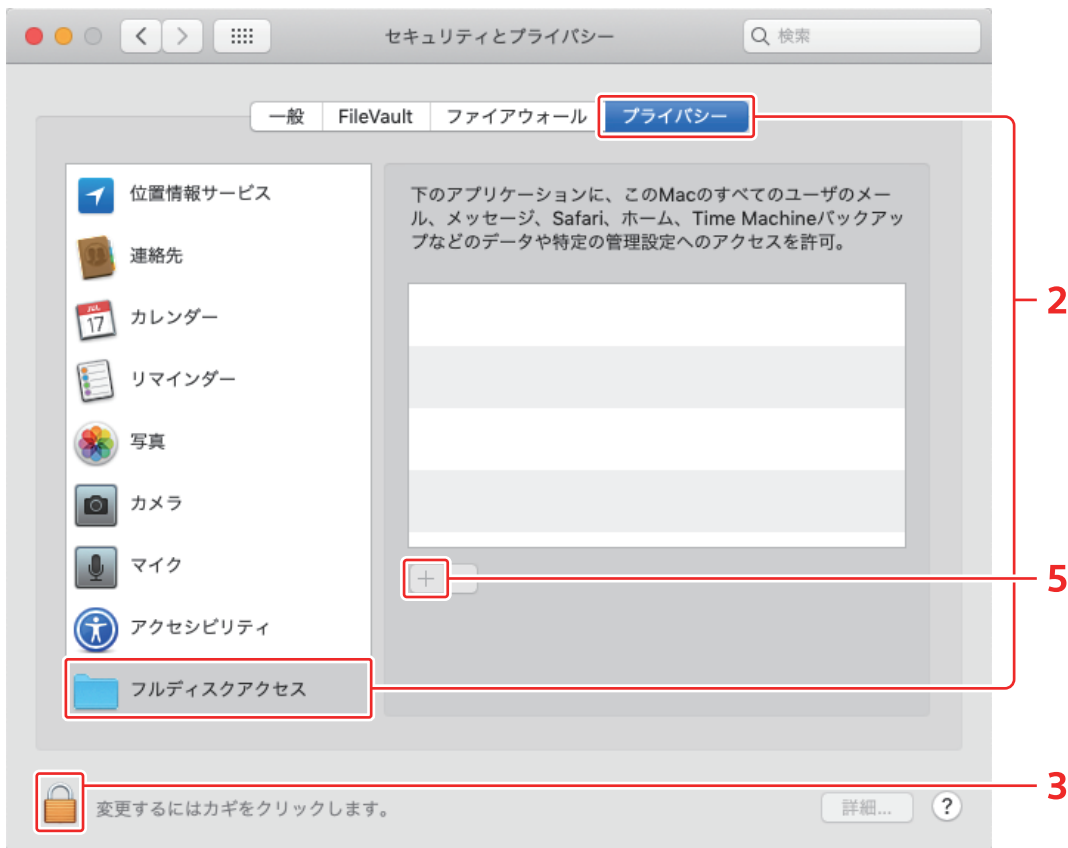 セキュリティとプライバシー
検索
一般
FileVault
ファイアウォール
プライバシー
位置情報サービス
連絡先
JUL
17
カレンダー
リマインダー
写真
カメラ
マイク
アクセシビリティ
フルディスクアクセス
下のアプリケーションに、このMacのすべてのユーザのメー
ル、メッセージ、Safari、ホーム、Time Machineバックアッ
プなどのデータや特定の管理設定へのアクセスを許可。
+
2
5
3
変更するにはカギをクリックします。
詳細...
?